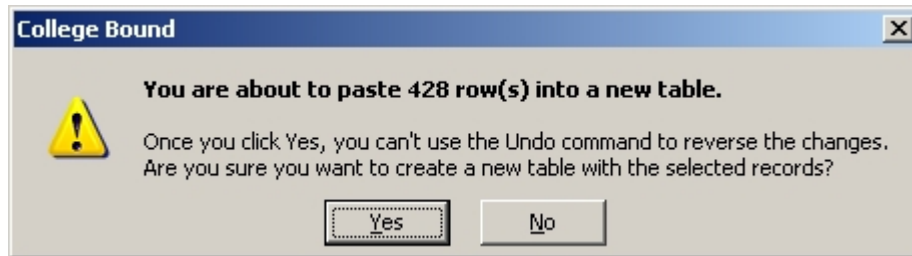 College Bound
You are about to paste 428 row(s) into a new table.
Once you click Yes, you can't use the Undo command to reverse the changes.
Are you sure you want to create a new table with the selected records?
Yes No